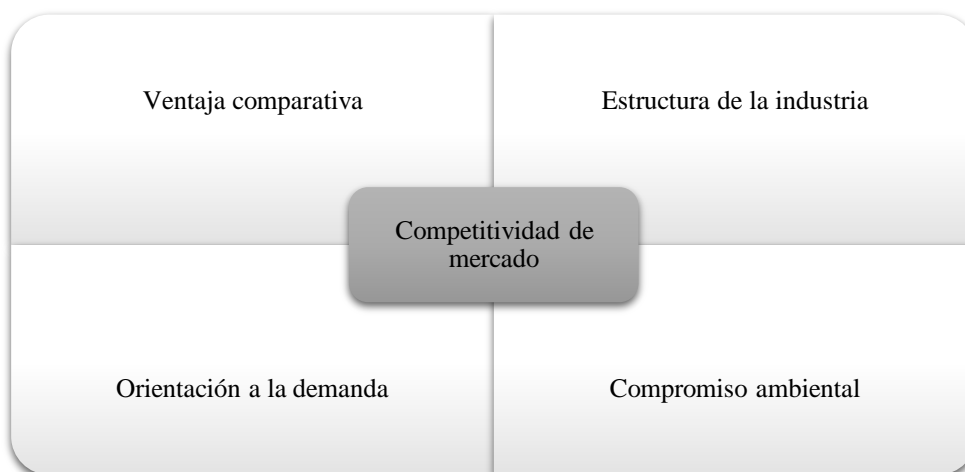 Ventaja comparativa
Estructura de la industria
Competitividad de
mercado
Orientación a la demanda
Compromiso ambiental